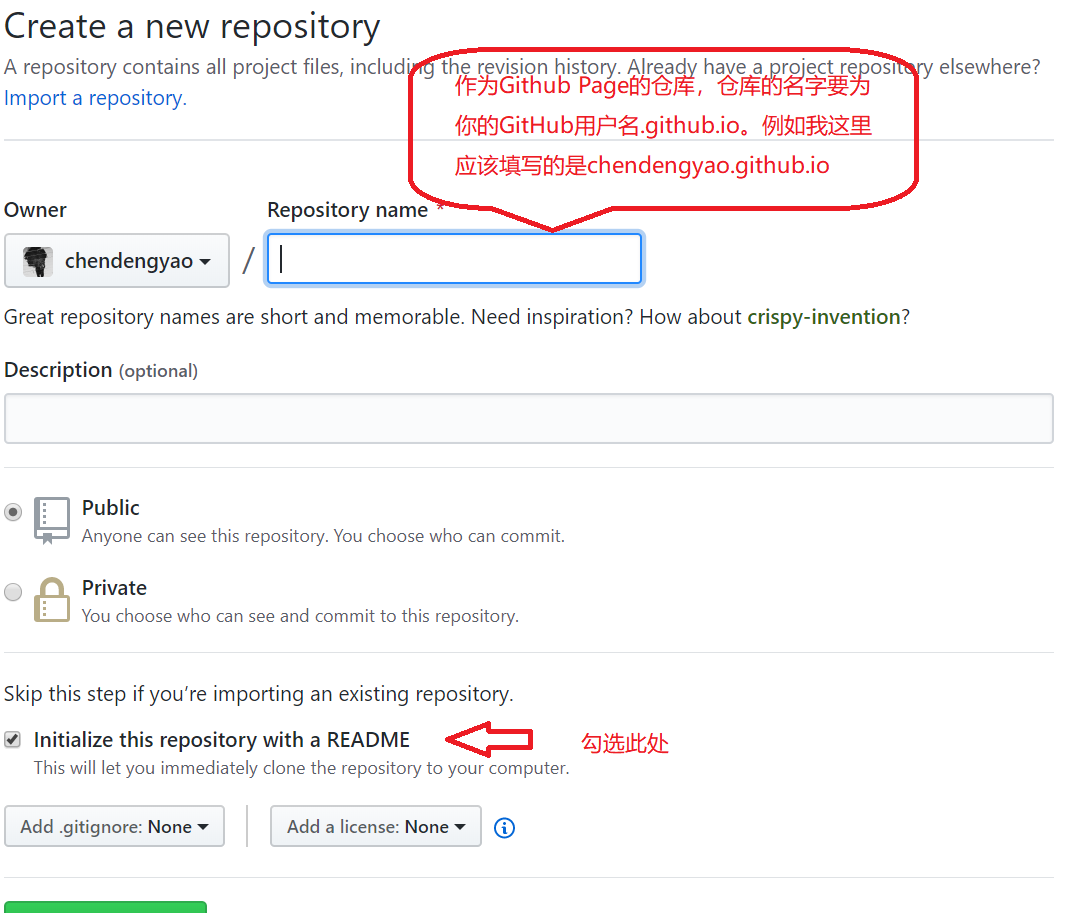 Create a new repository
A repository contains all project files, including the revision history. Already have a project repository elsewhere?
Import a repository.
作为Github Page的仓库，仓库的名字要为
你的GitHub用户名.github.io。例如我这里
应该填写的是chendengyao.github.io
Owner
Repository name *
chendengyao /
Great repository names are short and memorable. Need inspiration? How about crispy-invention?
Description (optional)
Public
Anyone can see this repository. You choose who can commit.
Private
You choose who can see and commit to this repository.
Skip this step if you’re importing an existing repository.
Initialize this repository with a README
勾选此处
This will let you immediately clone the repository to your computer.
Add .gitignore: None
Add a license: None